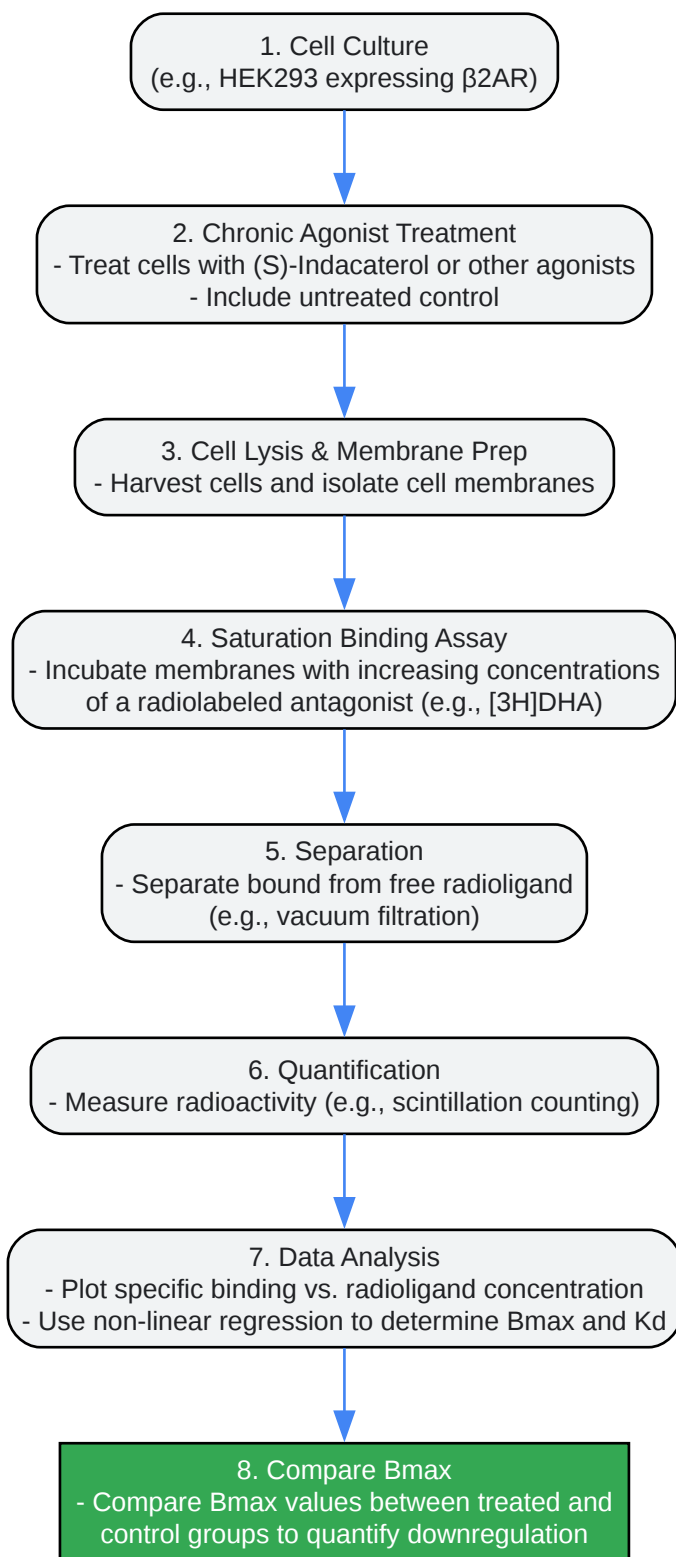 1. Cell Culture
(e.g., HEK293 expressing β2AR)
2. Chronic Agonist Treatment
- Treat cells with (S)-Indacaterol or other agonists
- Include untreated control
3. Cell Lysis & Membrane Prep
- Harvest cells and isolate cell membranes
4. Saturation Binding Assay
- Incubate membranes with increasing concentrations
of a radiolabeled antagonist (e.g., [3H]DHA)
5. Separation
- Separate bound from free radioligand
(e.g., vacuum filtration)
6. Quantification
- Measure radioactivity (e.g., scintillation counting)
7. Data Analysis
- Plot specific binding vs. radioligand concentration
- Use non-linear regression to determine Bmax and Kd
8. Compare Bmax
- Compare Bmax values between treated and
control groups to quantify downregulation